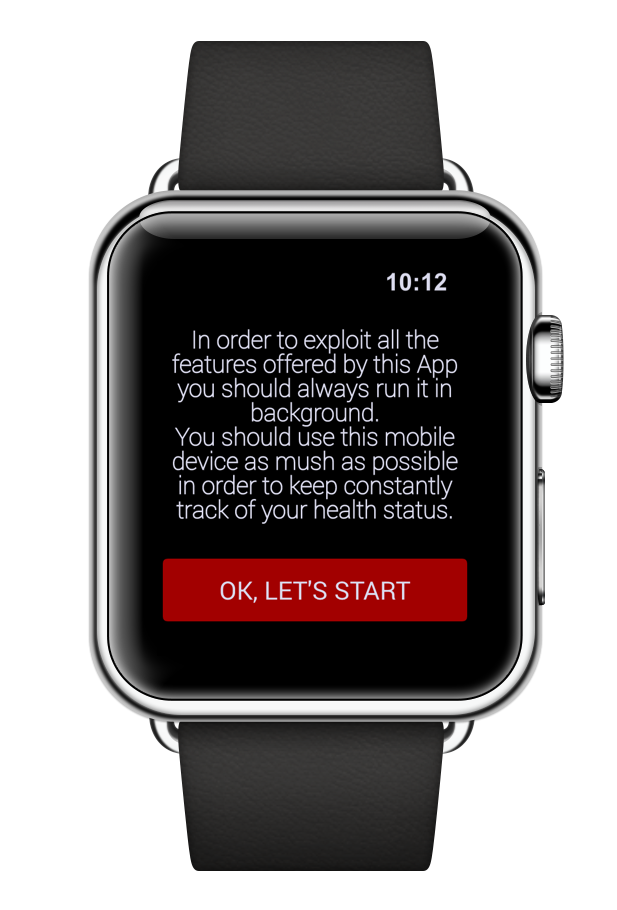 10:12
In order to exploit all the
features offered by this App
you should always run it in
background.
You should use this mobile
device as mush as possible
in order to keep constantly
track of your health status.
OK, LET'S START